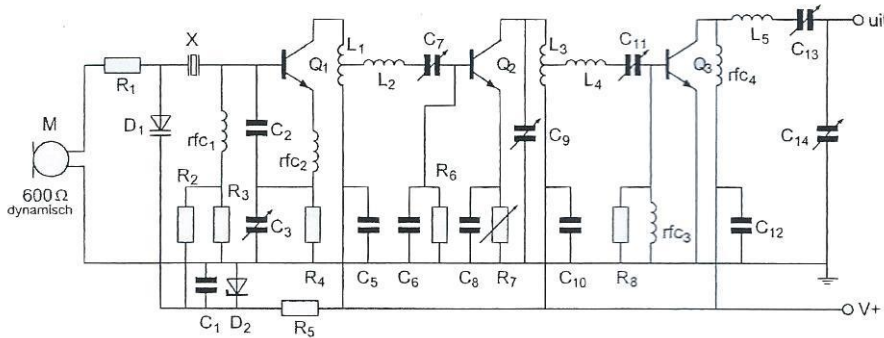 X
R1
D1
M
600 Ω
dynamisch
rfc1
R2
R3
C2
C3
Q1
rfc2
R4
L1
L2
C5
C7
C6
R6
C8
R7
Q2
C9
L3
L4
C10
C11
R8
rfc3
Q3
rfc4
C12
L5
C13
C14
uit
C1
D2
R5
V+